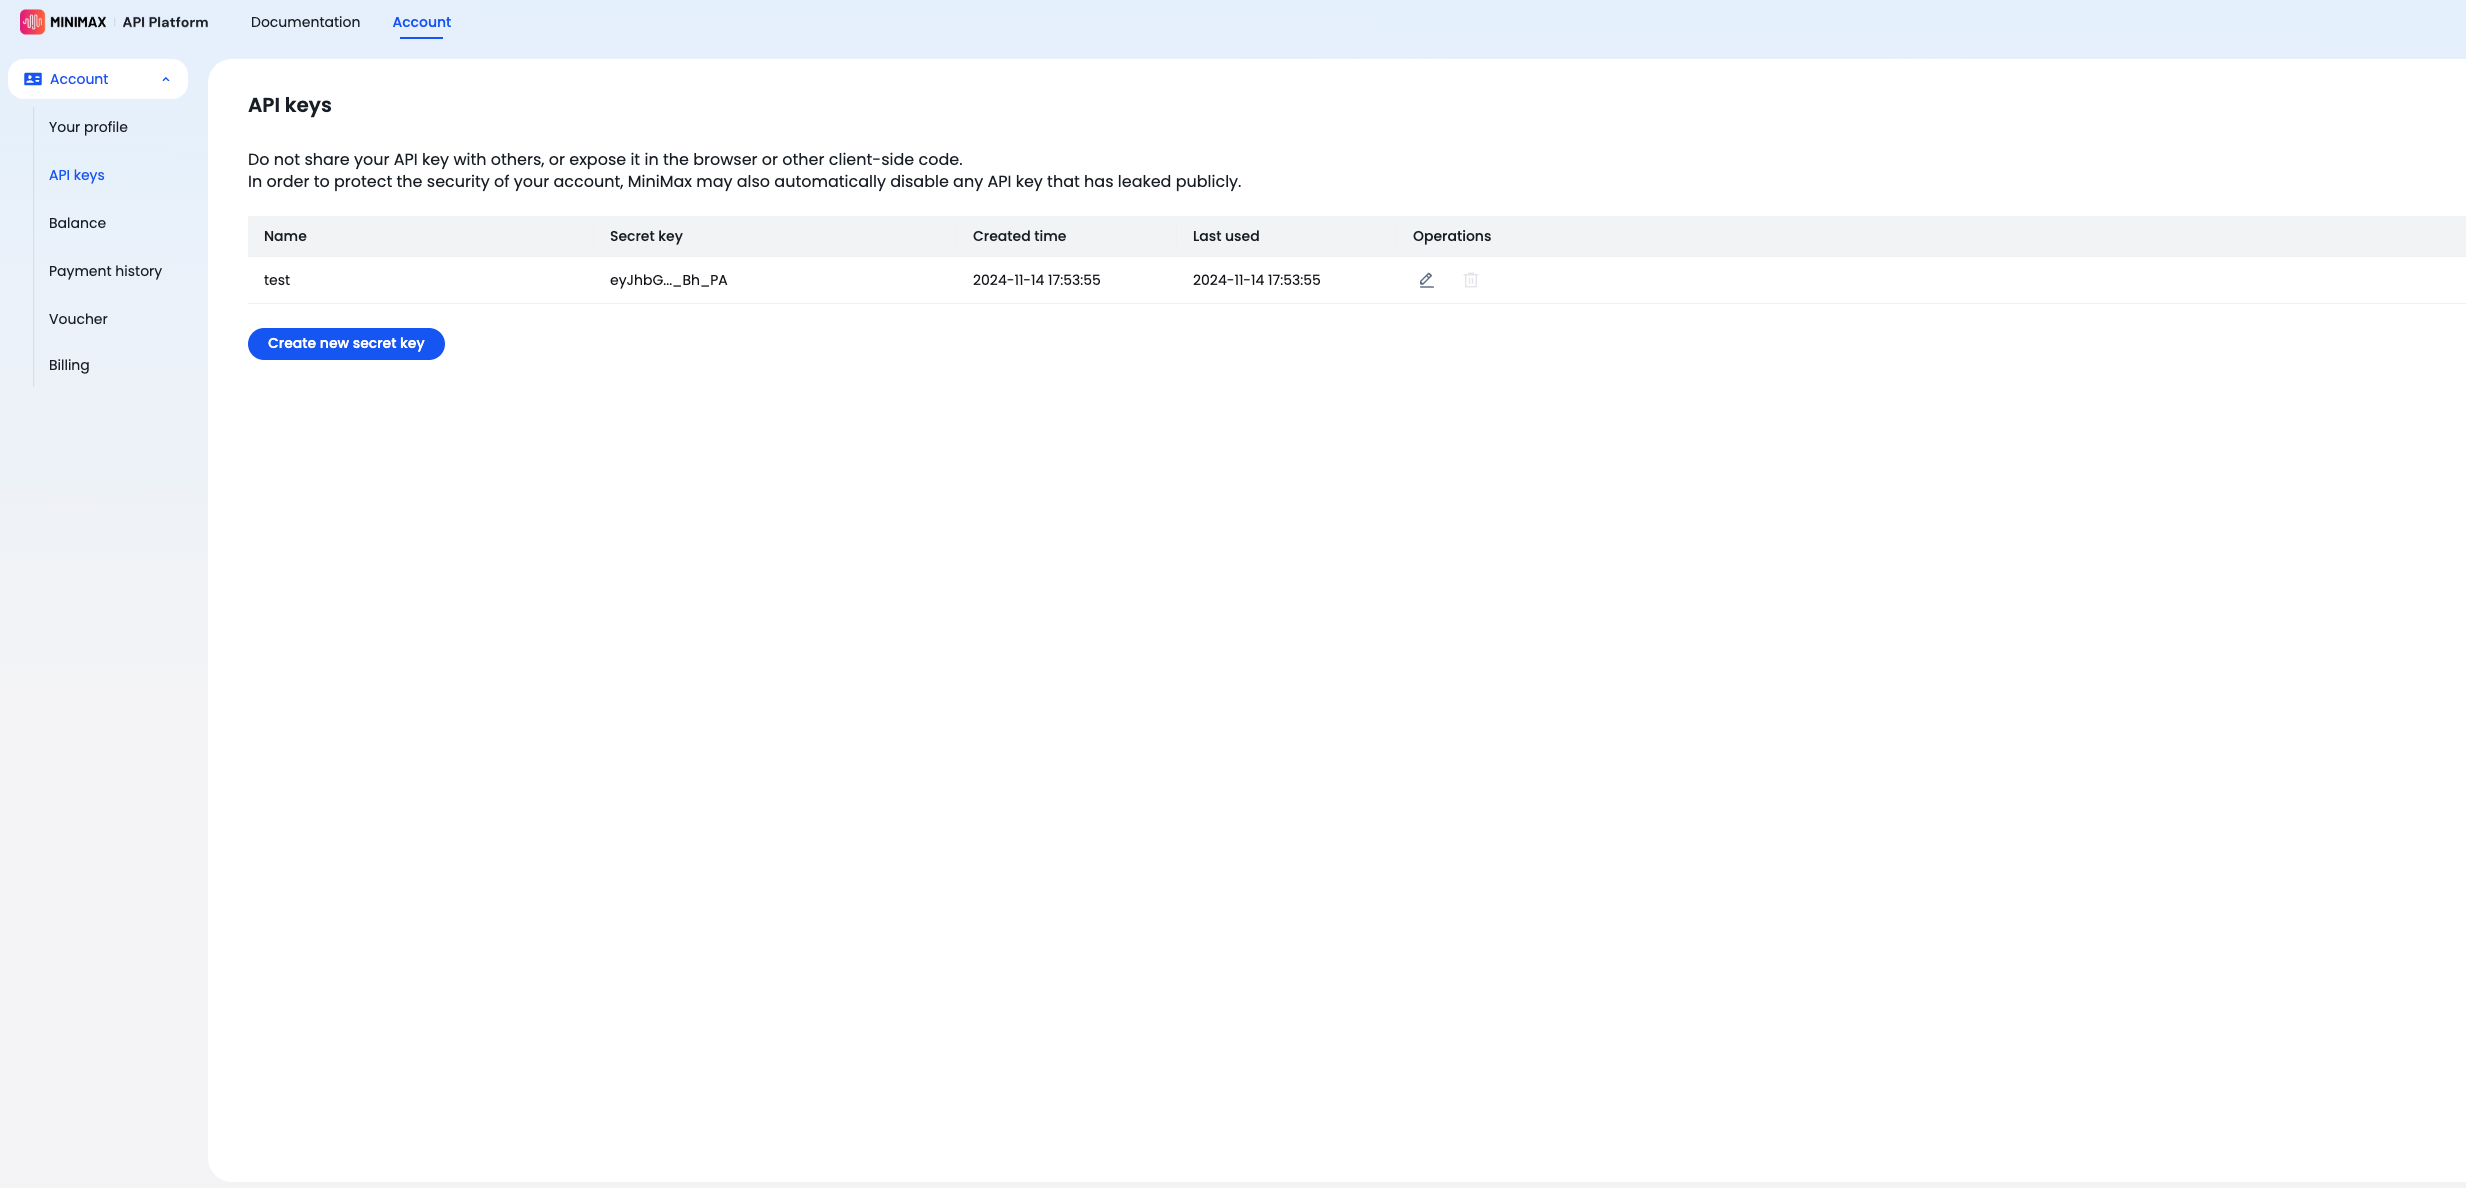 MINIMAX API Platform Documentation Account
Account
Your profile
API keys
Balance
Payment history
Voucher
Billing
API keys
Do not share your API key with others, or expose it in the browser or other client-side code.
In order to protect the security of your account, MiniMax may also automatically disable any API key that has leaked publicly.
Name Secret key Created time Last used Operations
test eyJhbG..._Bh_PA 2024-11-14 17:53:55 2024-11-14 17:53:55
Create new secret key